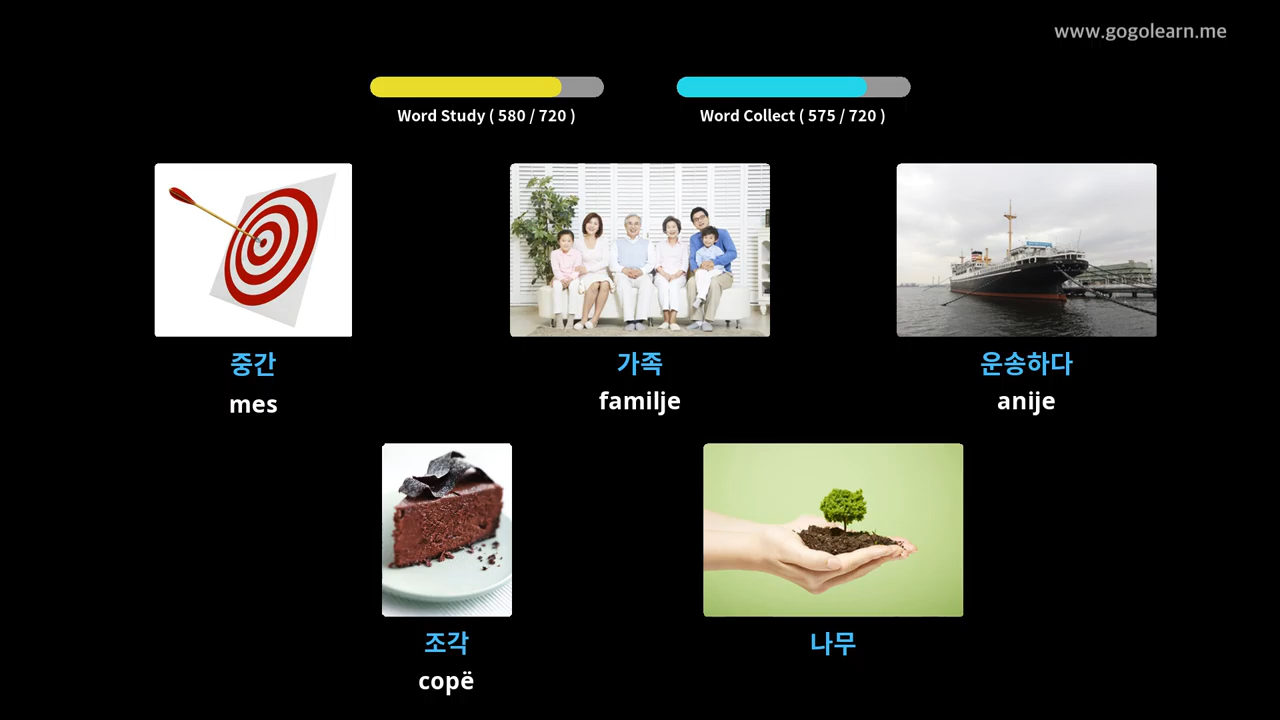 www.gogolearn.me
Word Study ( 580 / 720 )
Word Collect ( 575 / 720 )
중간
가족
운송하다
mes
familje
anije
조각
나무
copë